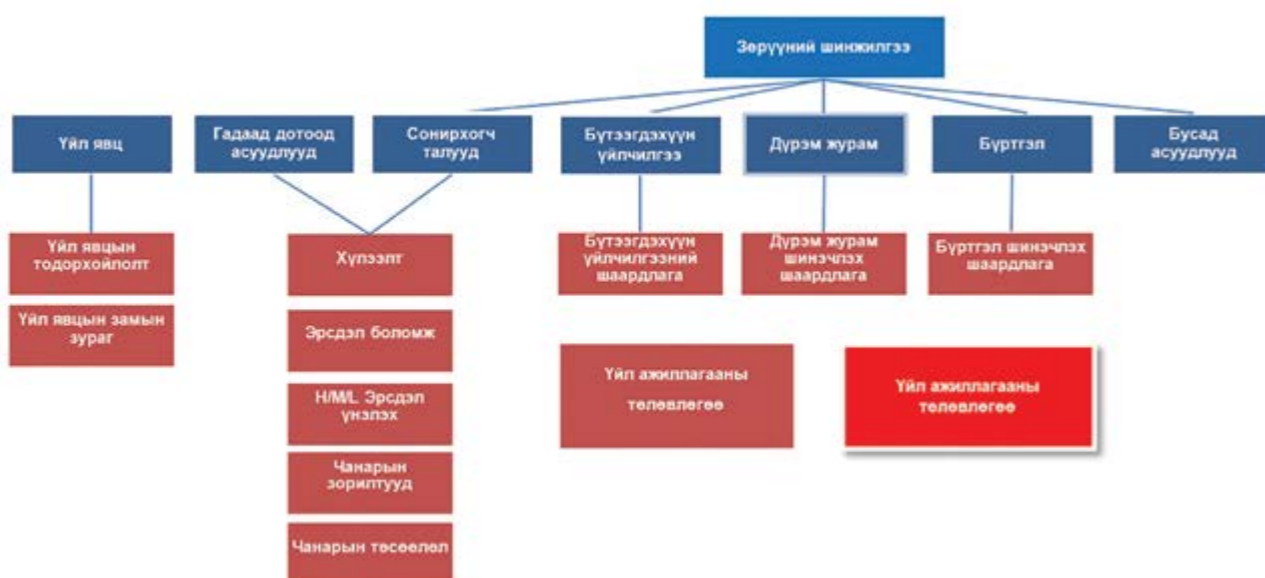 Зөрүүний шинжилгээ
Үйл явц
Гадаад дотоод
асуудлууд
Сонирхогч
талууд
Бүтээгдэхүүн
үйлчилгээ
Дүрэм журам
Бүртгэл
Бусад
асуудлууд
Үйл явцын
тодорхойлолт
Хүлээлт
Бүтээгдэхүүн
үйлчилгээний
шаардлага
Дүрэм журам
шинэчлэх
шаардлага
Бүртгэл шинэчлэх
шаардлага
Үйл явцын замын
зураг
Эрсдэл боломж
H/M/L Эрсдэл
үнэлэх
Чанарын
зорилтууд
Чанарын төсөөлөл
Үйл ажиллагааны
төлөвлөгөө
Үйл ажиллагааны
төлөвлөгөө